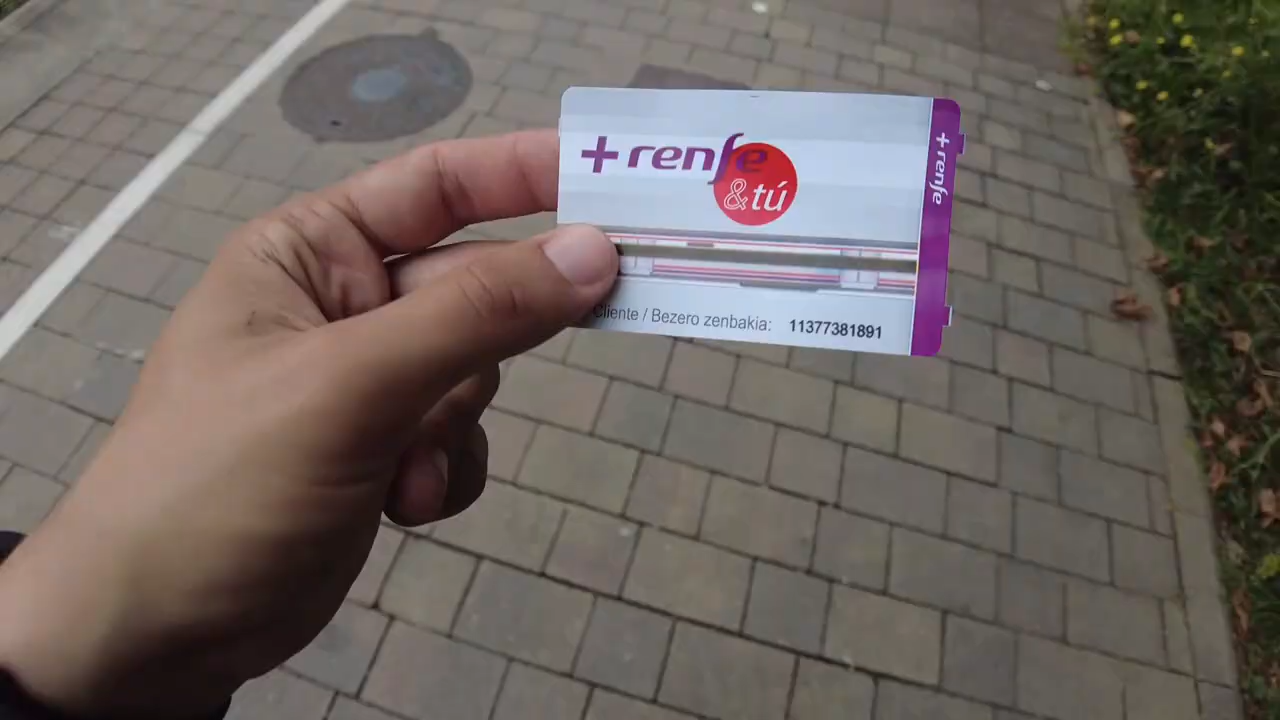 + renfe
&tú
Cliente / Bezero zenbakia: 11377381891
+ renfe